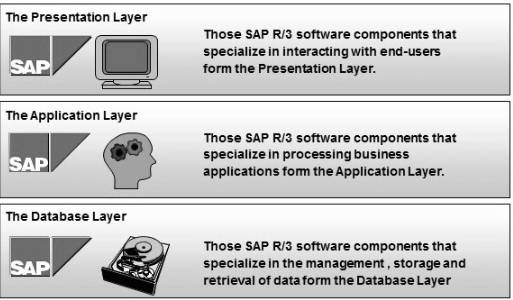 The Presentation Layer
SAP
Those SAP R/3 software components that
specialize in interacting with end-users
form the Presentation Layer.
The Application Layer
SAP
Those SAP R/3 software components that
specialize in processing business
applications form the Application Layer.
The Database Layer
SAP
Those SAP R/3 software components that
specialize in the management , storage and
retrieval of data form the Database Layer